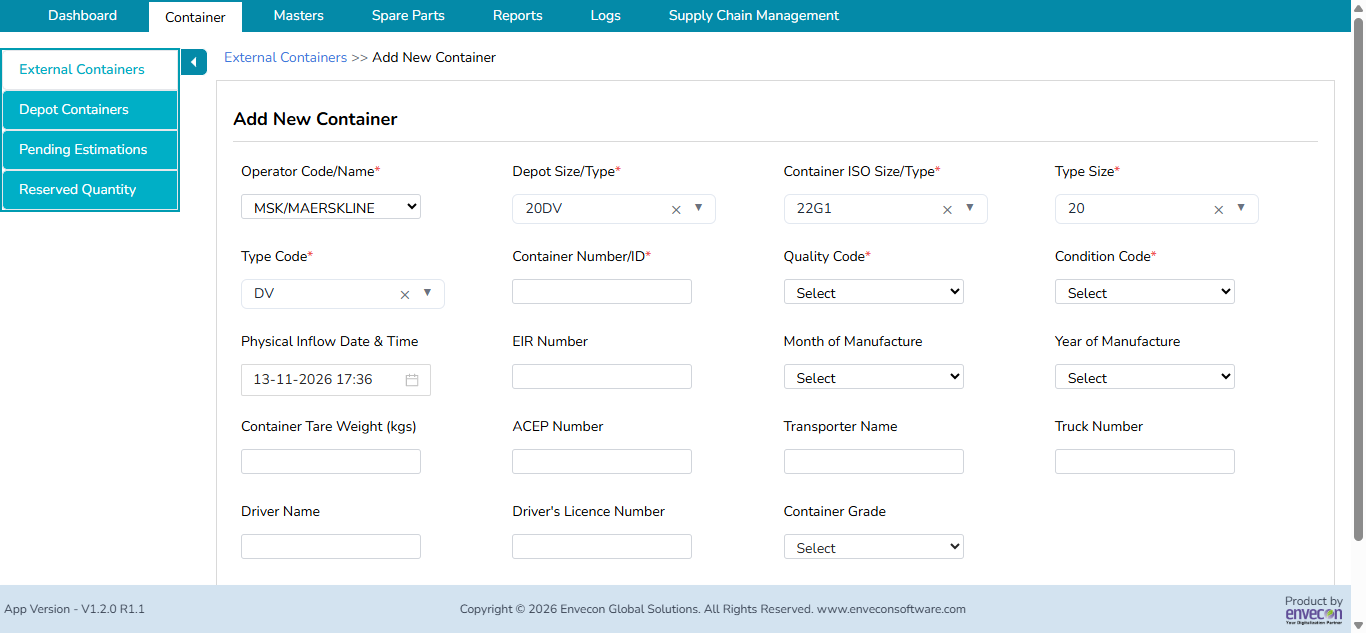 Dashboard Container Masters Spare Parts Reports Logs Supply Chain Management
External Containers
Depot Containers
Pending Estimations
Reserved Quantity
External Containers >> Add New Container
Add New Container
Operator Code/Name* Depot Size/Type* Container ISO Size/Type* Type Size*
MSK/MAERSKLINE 20DV 22G1 20
Type Code* Container Number/ID* Quality Code* Condition Code*
DV Select Select
Physical Inflow Date & Time EIR Number Month of Manufacture Year of Manufacture
13-11-2026 17:36 Select Select
Container Tare Weight (kgs) ACEP Number Transporter Name Truck Number
Driver Name Driver's Licence Number Container Grade
Select
App Version - V1.2.0 R1.1 Copyright © 2026 Envecon Global Solutions. All Rights Reserved. www.enveconsoftware.com
Product by
envecon
Your Digitalization Partner